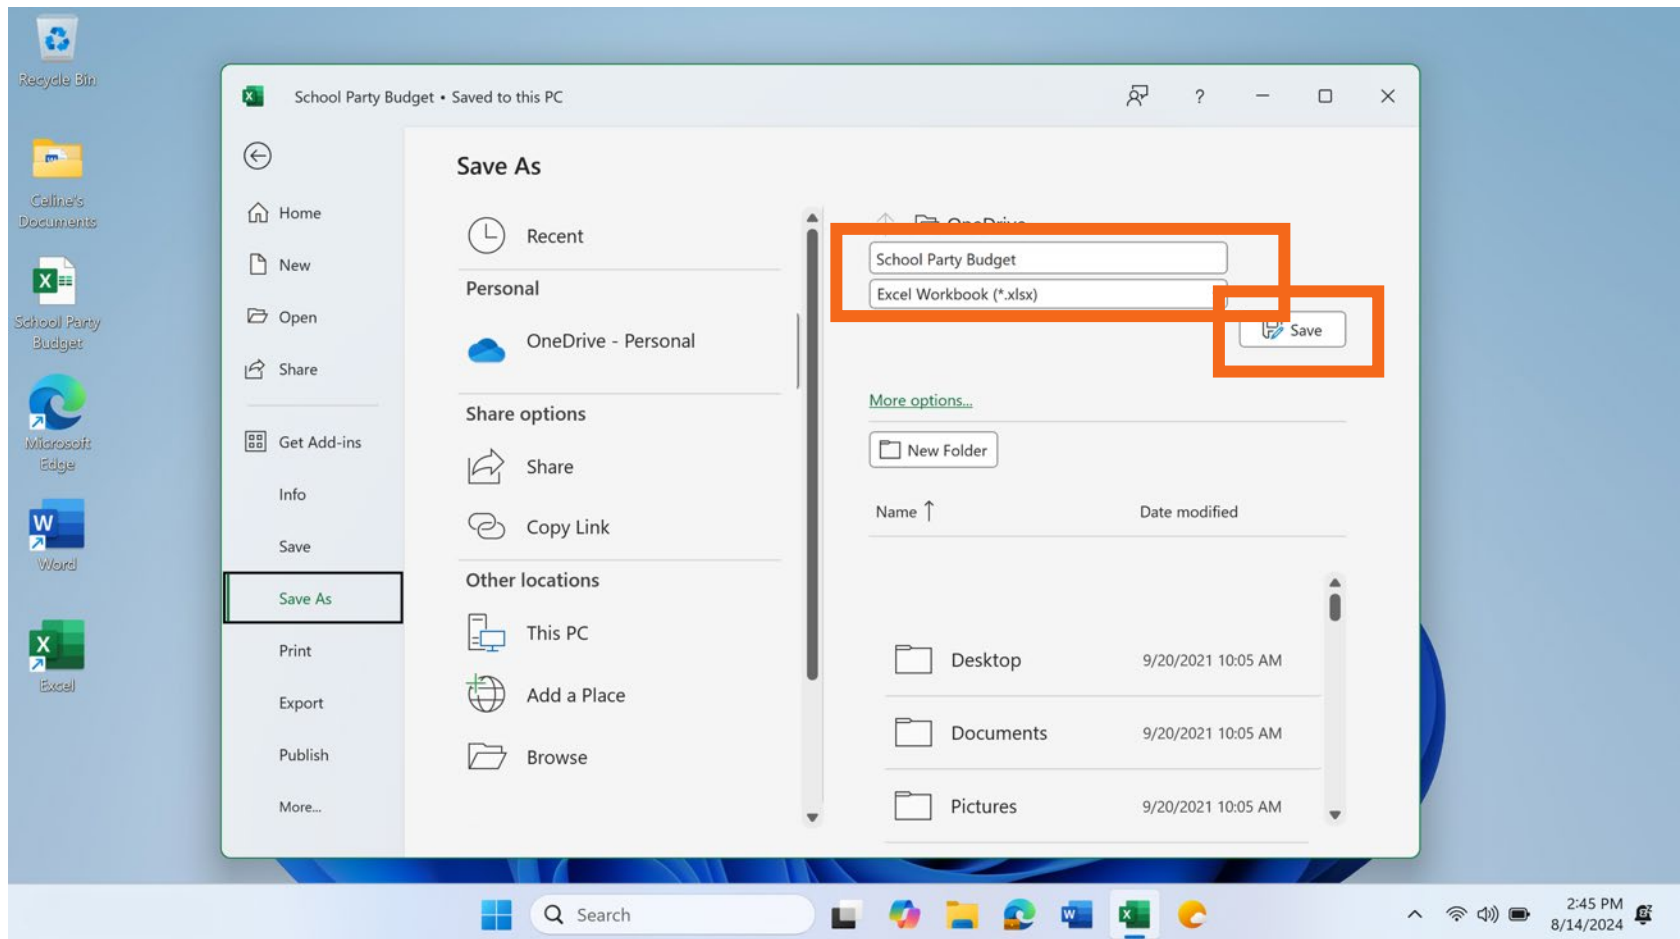 Recycle Bin
Celine's
Documents
School Party
Budget
Microsoft
Edge
Word
Excel
School Party Budget • Saved to this PC
?
Home
New
Open
Share
Get Add-ins
Info
Save
Save As
Print
Export
Publish
More...
Save As
Recent
Personal
OneDrive - Personal
Share options
Share
Copy Link
Other locations
This PC
Add a Place
Browse
OneDrive
School Party Budget
Excel Workbook (*.xlsx)
Save
More options...
New Folder
Name ↑ Date modified
Desktop 9/20/2021 10:05 AM
Documents 9/20/2021 10:05 AM
Pictures 9/20/2021 10:05 AM
Search
2:45 PM
8/14/2024